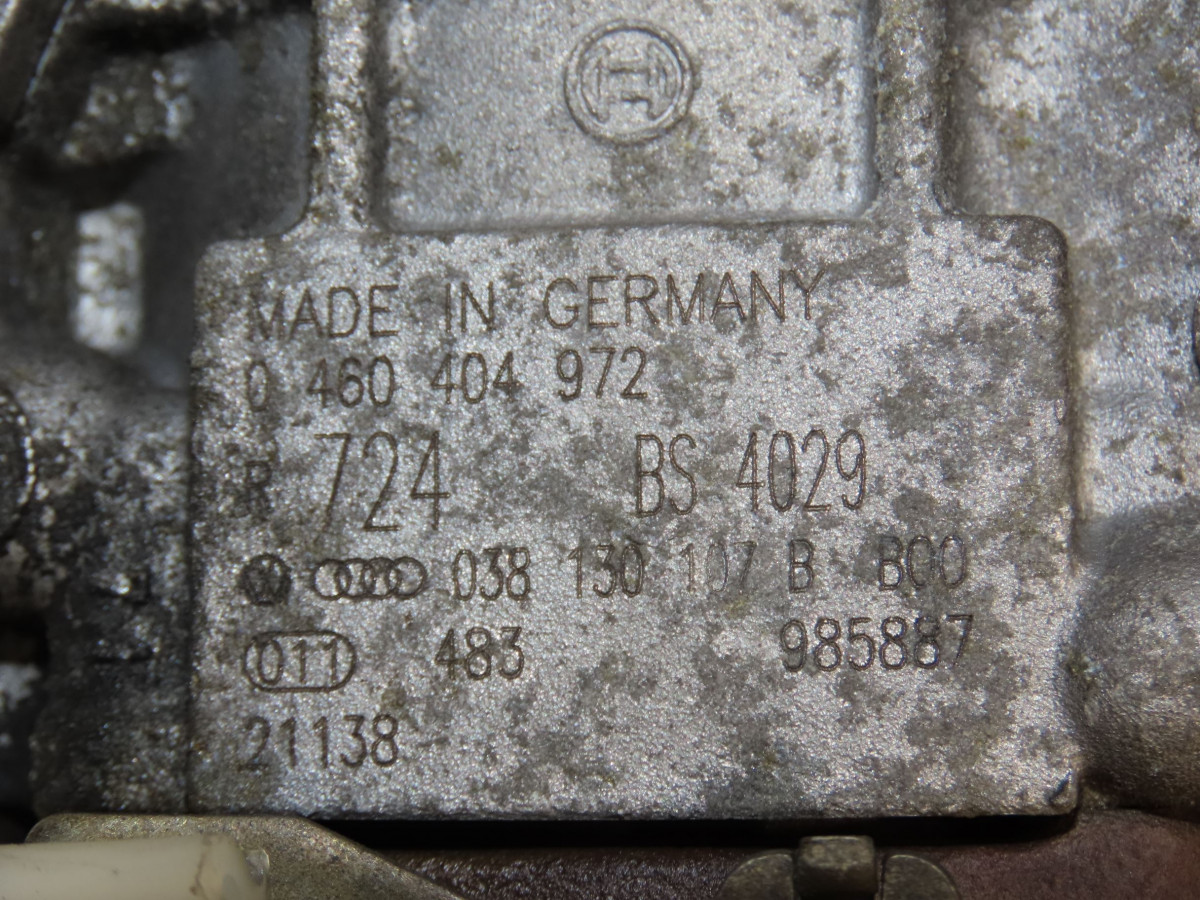 MADE IN GERMANY
0 460 404 972
R 724 BS 4029
038 130 107 B B00
011 483 985887
21138